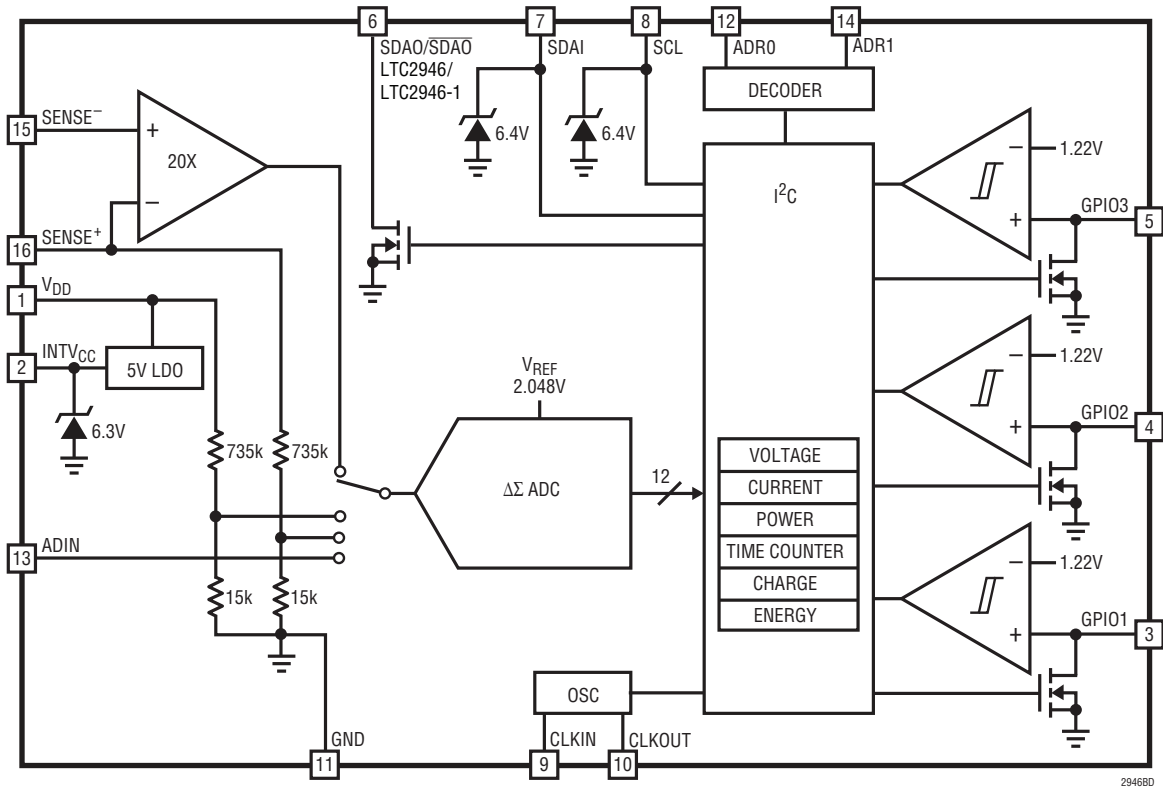 6
7
8
12
14
SDAO/SDAO
LTC2946/
LTC2946-1
SDAI
SCL
ADR0
ADR1
DECODER
15
SENSE–
+
20X
–
6.4V
6.4V
I2C
–
1.22V
+
GPIO3
5
16
SENSE+
1
VDD
2
INTVCC
5V LDO
6.3V
VREF
2.048V
–
1.22V
+
GPIO2
4
735k
735k
ΔΣ ADC
12
VOLTAGE
CURRENT
POWER
TIME COUNTER
CHARGE
ENERGY
13
ADIN
15k
15k
–
1.22V
+
GPIO1
3
OSC
GND
CLKIN
CLKOUT
11
9
10
2946BD